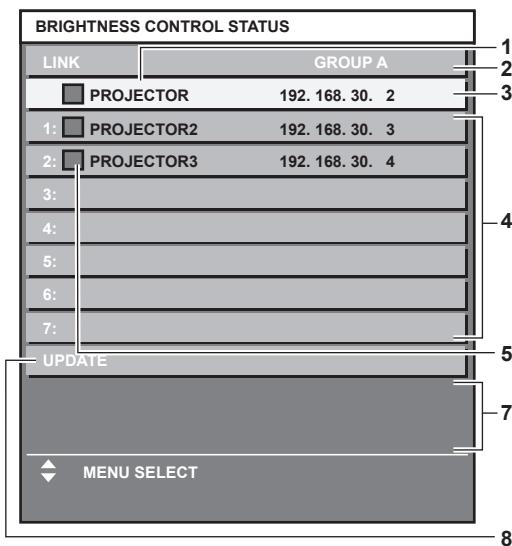 BRIGHTNESS CONTROL STATUS
LINK GROUP A
PROJECTOR 192. 168. 30. 2
1: PROJECTOR2 192. 168. 30. 3
2: PROJECTOR3 192. 168. 30. 4
3:
4:
5:
6:
7:
UPDATE
MENU SELECT
1
2
3
4
5
7
8